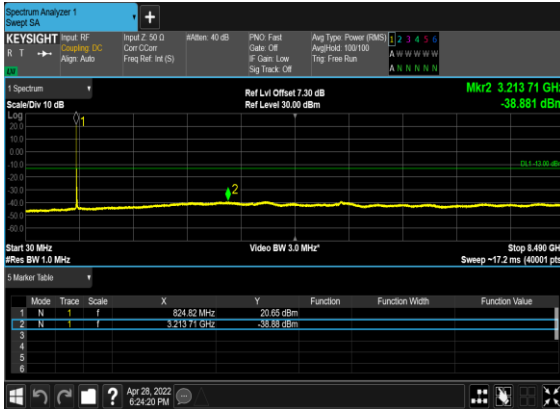 Spectrum Analyzer 1
Swept SA
+
KEYSIGHT Input: RF Input Z: 50 Ω #Atten: 40 dB PNO: Fast Avg Type: Power (RMS) 1 2 3 4 5 6
R T Coupling: DC Corr CCorr Gate: Off Avg|Hold: 100/100 A W W W W W
Align: Auto Freq Ref: Int (S) IF Gain: Low Trig: Free Run
Sig Track: Off A N N N N N
1 Spectrum
Ref Lvl Offset 7.30 dB Mkr2 3.213 71 GHz
Scale/Div 10 dB Ref Level 30.00 dBm -38.881 dBm
Log
1
20.0
10.0
0.00
-10.0
DL1 -13.00 dBm
-20.0
-30.0
2
-40.0
-50.0
-60.0
Start 30 MHz Video BW 3.0 MHz* Stop 8.490 GHz
#Res BW 1.0 MHz Sweep ~17.2 ms (40001 pts)
5 Marker Table
Mode Trace Scale X Y Function Function Width Function Value
1 N 1 f 824.82 MHz 20.65 dBm
2 N 1 f 3.213 71 GHz -38.88 dBm
3
4
5
6
? Apr 28, 2022
6:24:20 PM